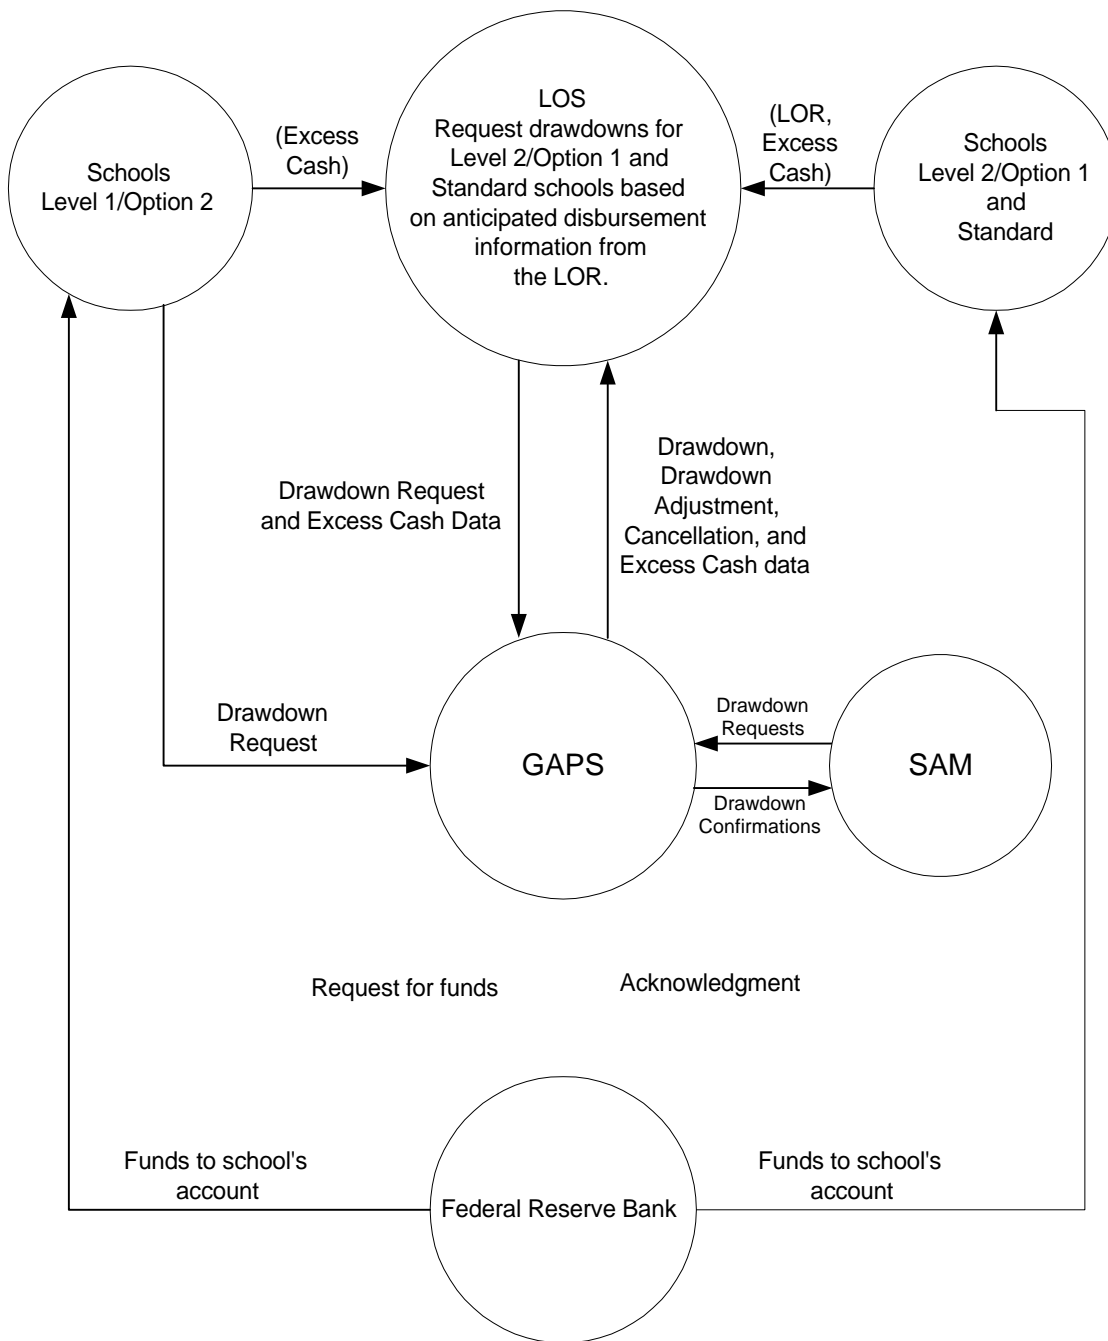 LOS
Request drawdowns for
Level 2/Option 1 and
Standard schools based
on anticipated disbursement
information from
the LOR.
Schools
Level 1/Option 2
(Excess
Cash)
(LOR,
Excess
Cash)
Schools
Level 2/Option 1
and
Standard
Drawdown Request
and Excess Cash Data
Drawdown,
Drawdown
Adjustment,
Cancellation, and
Excess Cash data
Drawdown
Request
GAPS
Drawdown
Requests
Drawdown
Confirmations
SAM
Request for funds
Acknowledgment
Funds to school's
account
Federal Reserve Bank
Funds to school's
account